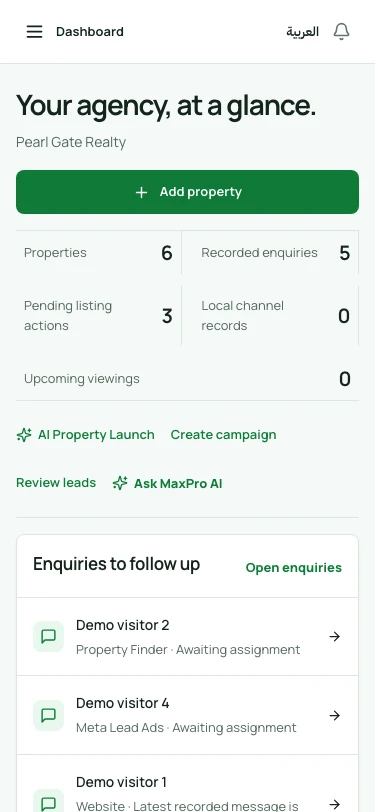 Dashboard
العربية
Your agency, at a glance.
Pearl Gate Realty
Add property
Properties 6
Recorded enquiries 5
Pending listing
actions 3
Local channel
records 0
Upcoming viewings 0
AI Property Launch
Create campaign
Review leads
Ask MaxPro AI
Enquiries to follow up
Open enquiries
Demo visitor 2
Property Finder · Awaiting assignment
Demo visitor 4
Meta Lead Ads · Awaiting assignment
Demo visitor 1
Website · Latest recorded message is